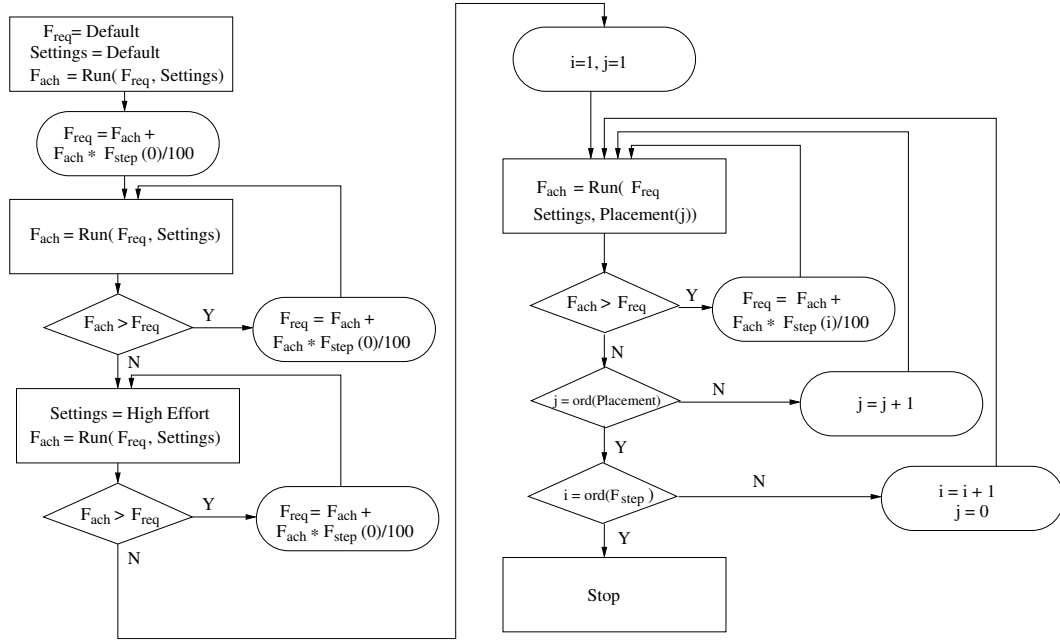 F_req= Default
Settings = Default
F_ach = Run( F_req, Settings)
F_req = F_ach +
F_ach * F_step (0)/100
F_ach = Run( F_req , Settings)
F_ach > F_req
Y
F_req = F_ach +
F_ach * F_step (0)/100
N
Settings = High Effort
F_ach = Run( F_req , Settings)
F_ach > F_req
Y
F_req = F_ach +
F_ach * F_step (0)/100
N
i=1, j=1
F_ach = Run( F_req
Settings, Placement(j))
F_ach > F_req
Y
F_req = F_ach +
F_ach * F_step (i)/100
N
j = ord(Placement)
N
j = j + 1
Y
i = ord(F_step )
N
i = i + 1
j = 0
Y
Stop